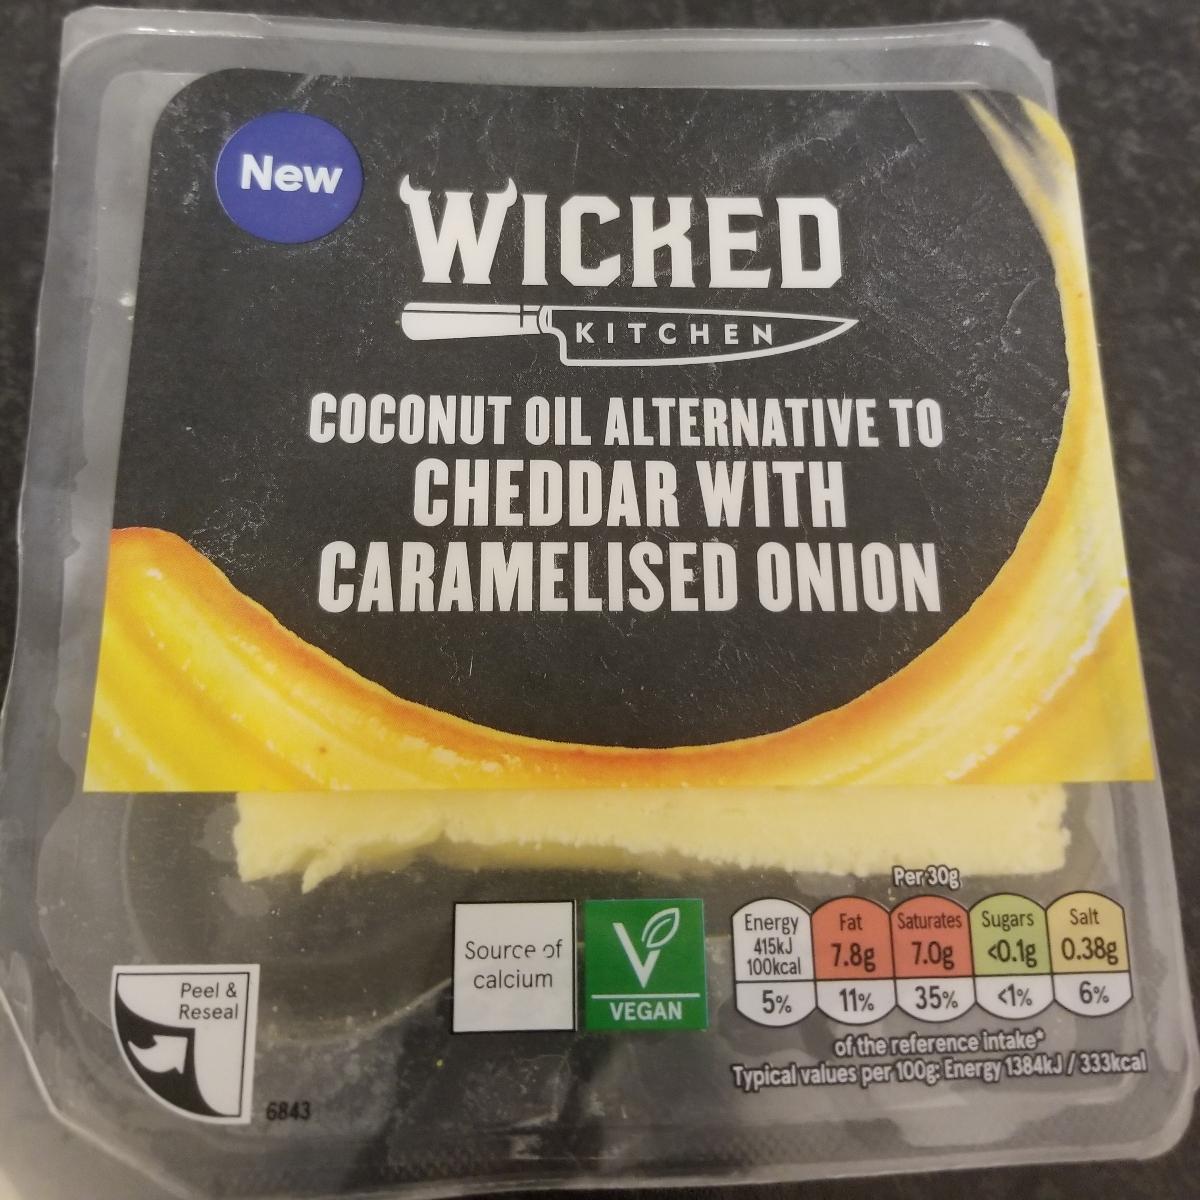 New
WICKED
KITCHEN
COCONUT OIL ALTERNATIVE TO
CHEDDAR WITH
CARAMELISED ONION
Per 30g
Energy
415kJ
100kcal
5%
Fat
7.8g
11%
Saturates
7.0g
35%
Sugars
<0.1g
<1%
Salt
0.38g
6%
of the reference intake*
Typical values per 100g: Energy 1384kJ / 333kcal
Source of
calcium
V
VEGAN
Peel &
Reseal
6843